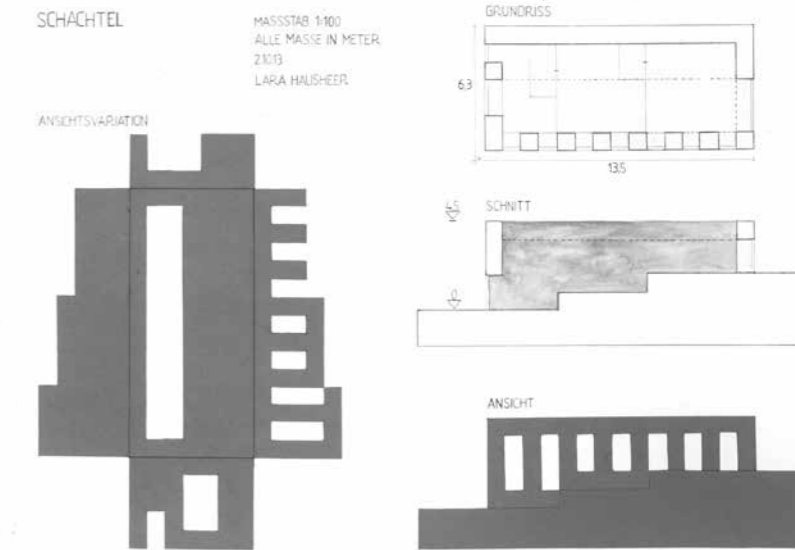 SCHACHTEL
MASSSTAB 1:100
ALLE MASSE IN METER
2.10.13
LARA HAUSHEER
ANSICHTSVARIATION
GRUNDRISS
6,3
13,5
4,5
SCHNITT
0
ANSICHT